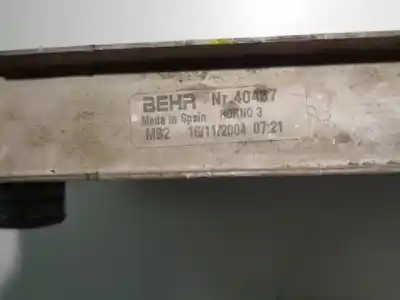 BEHR Nr.40487
Made in Spain HORNO 3
MB2 16/11/2004 07:21